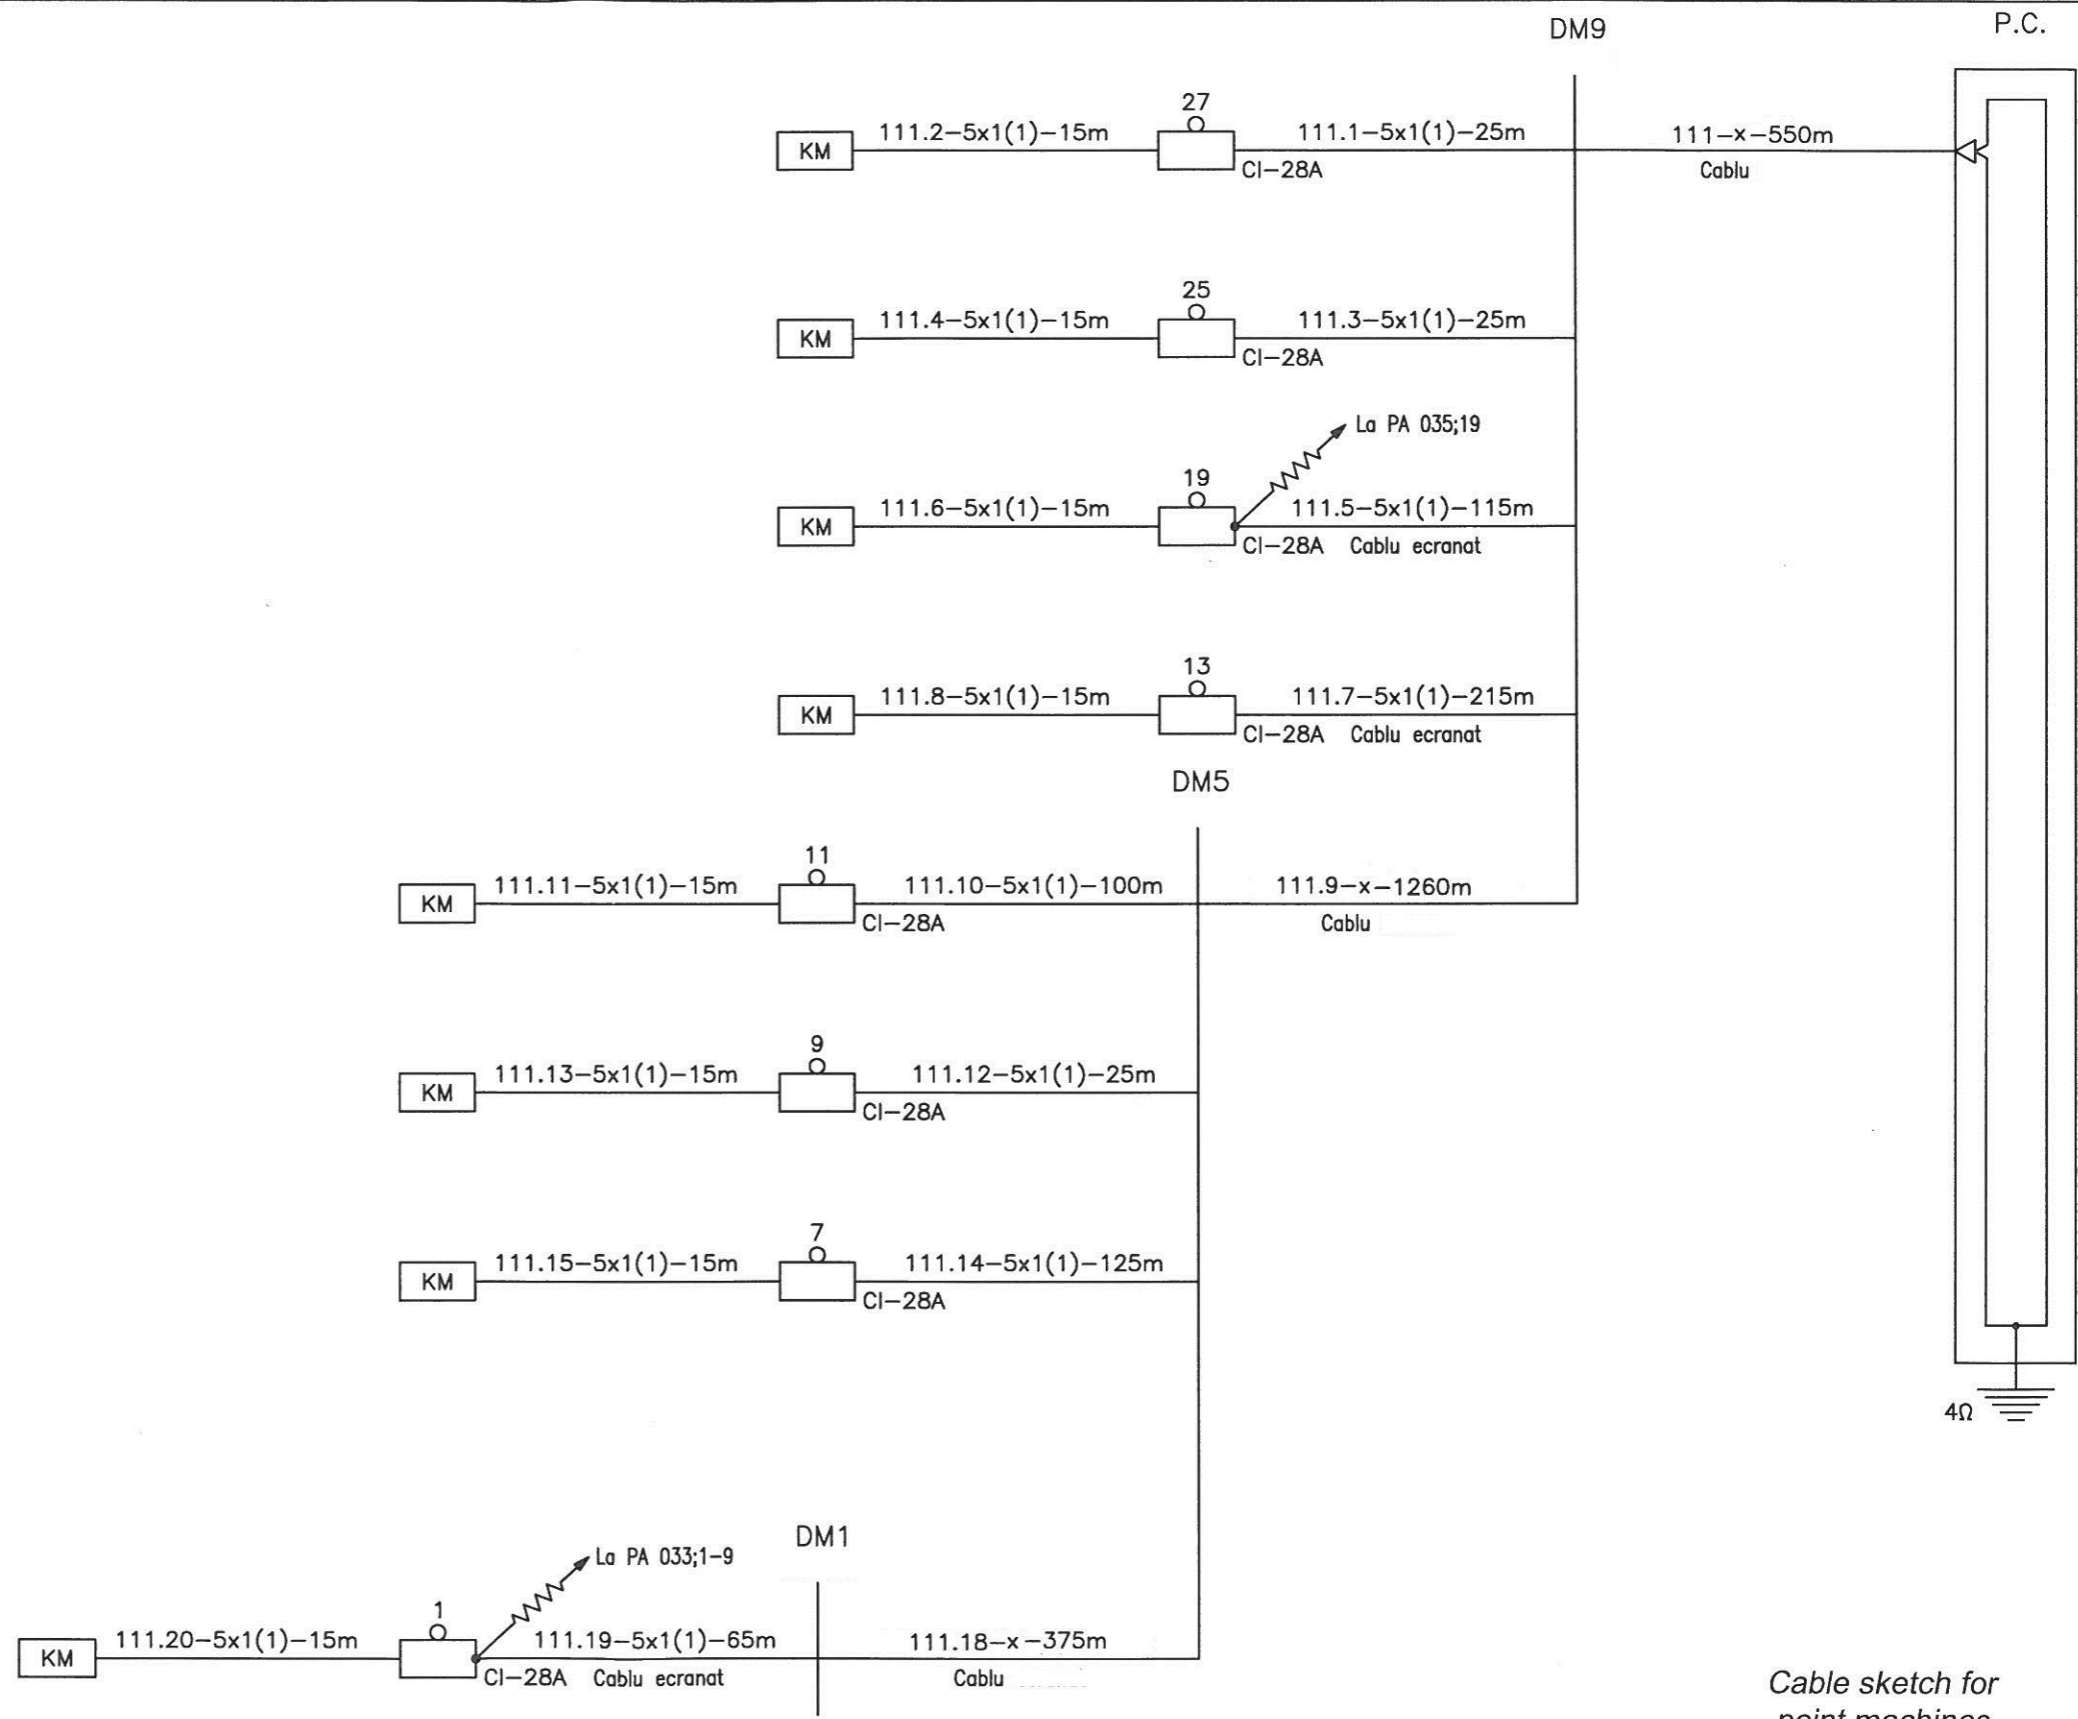 DM9
P.C.
27
KM
111.2-5x1(1)-15m
111.1-5x1(1)-25m
CI-28A
111-x-550m
Cablu
25
KM
111.4-5x1(1)-15m
111.3-5x1(1)-25m
CI-28A
La PA 035;19
19
KM
111.6-5x1(1)-15m
111.5-5x1(1)-115m
CI-28A
Cablu ecranat
13
KM
111.8-5x1(1)-15m
111.7-5x1(1)-215m
CI-28A
Cablu ecranat
DM5
11
KM
111.11-5x1(1)-15m
111.10-5x1(1)-100m
CI-28A
111.9-x-1260m
Cablu
9
KM
111.13-5x1(1)-15m
111.12-5x1(1)-25m
CI-28A
7
KM
111.15-5x1(1)-15m
111.14-5x1(1)-125m
CI-28A
4Ω
DM1
La PA 033;1-9
1
KM
111.20-5x1(1)-15m
111.19-5x1(1)-65m
CI-28A
Cablu ecranat
111.18-x-375m
Cablu
Cable sketch for
point machines